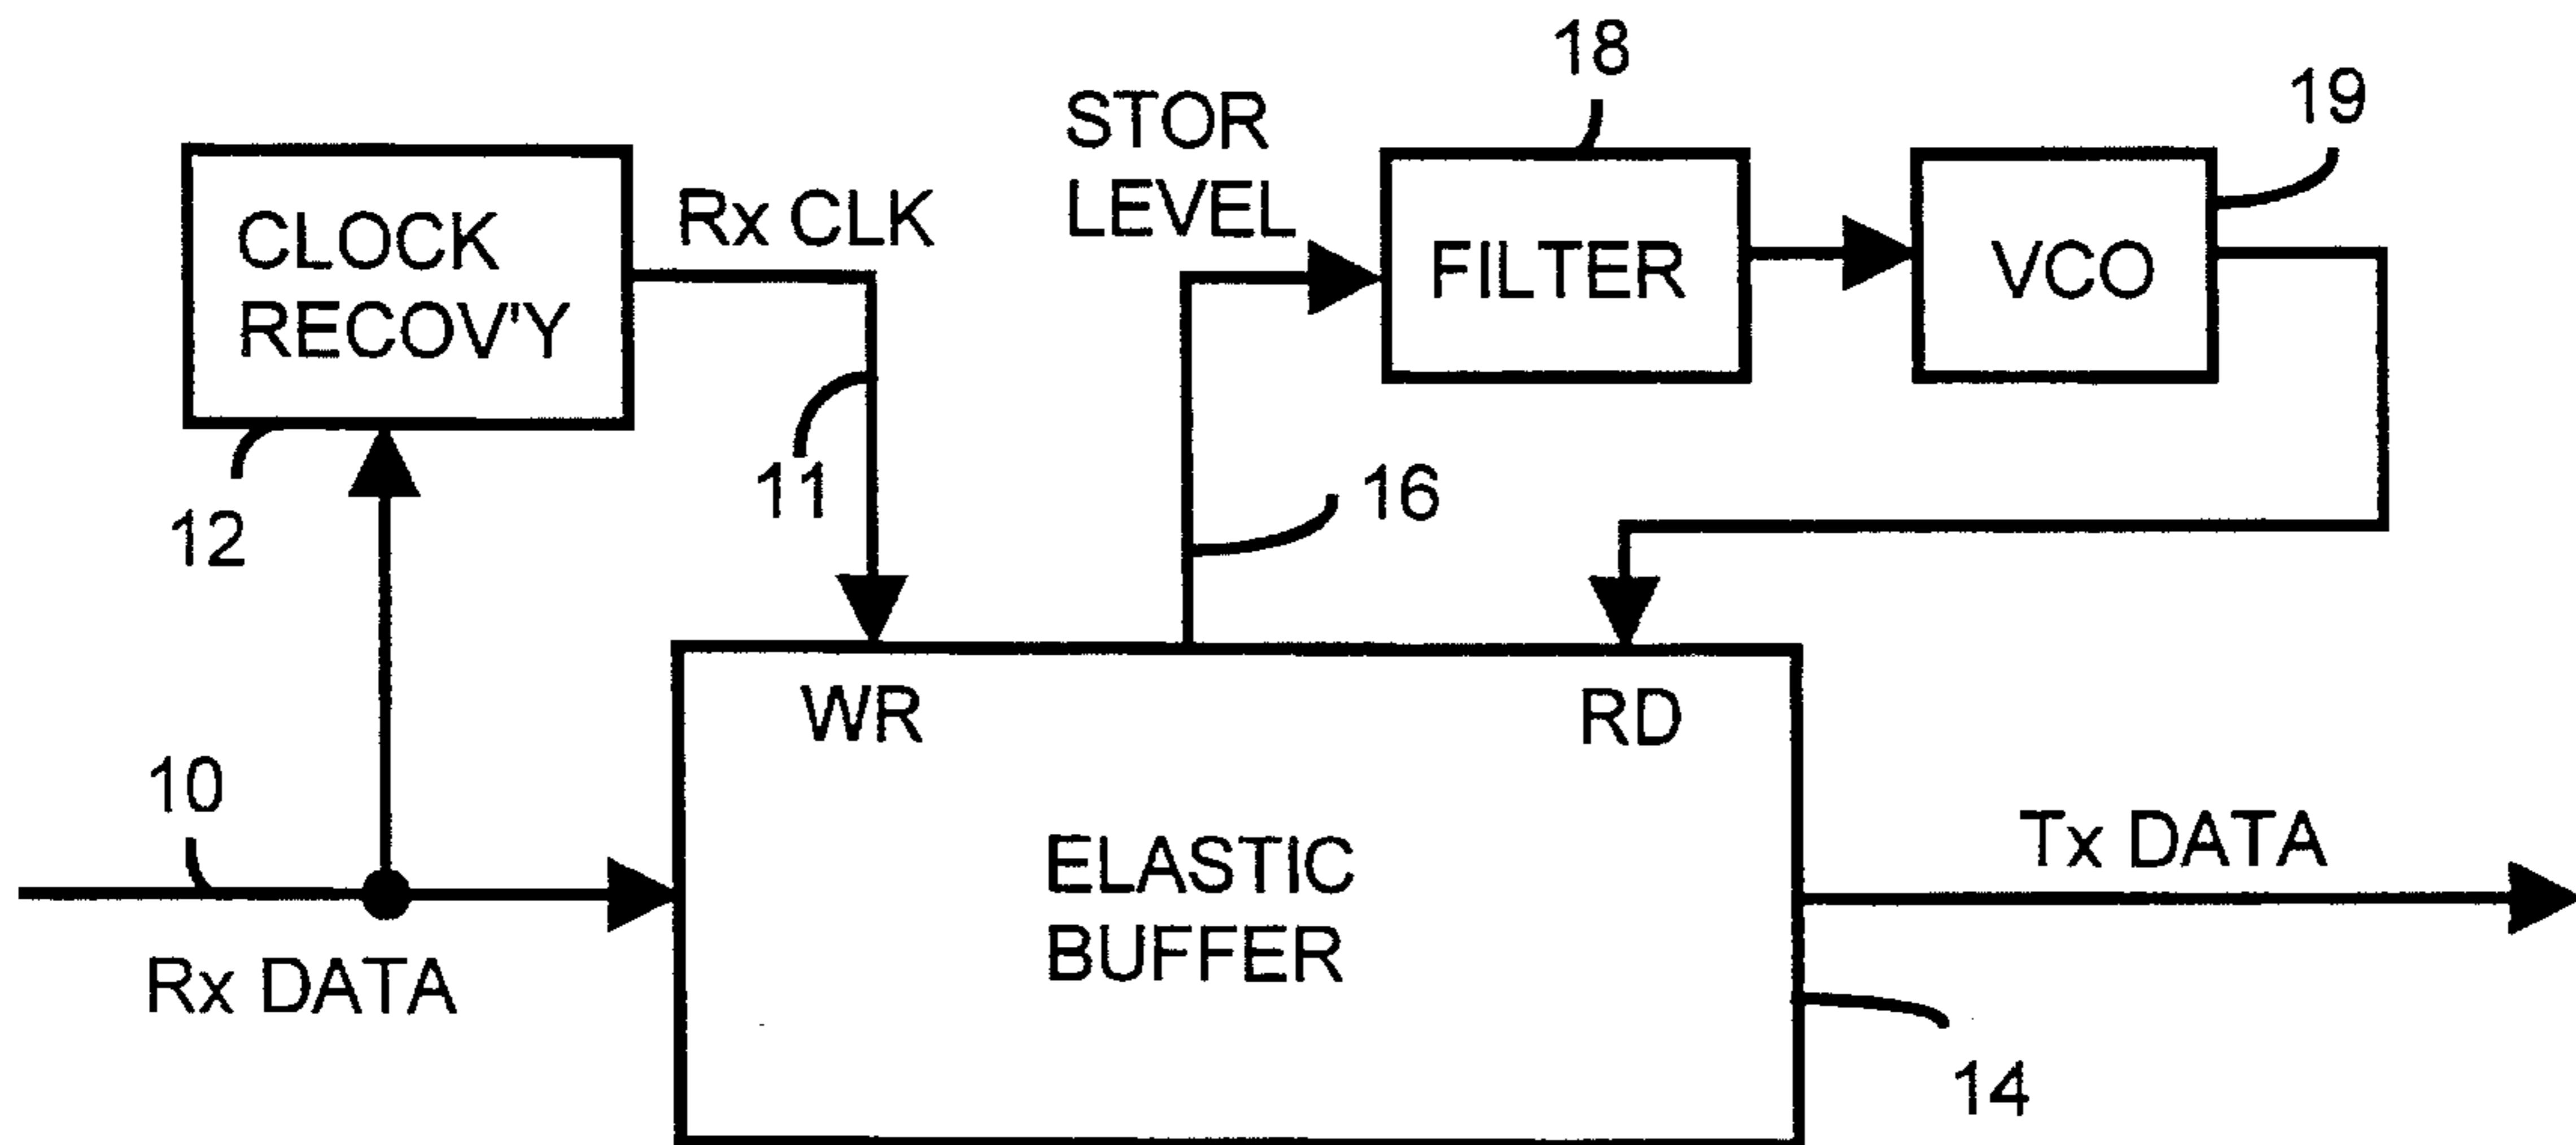 18
19
STOR
LEVEL
CLOCK
RECOV'Y
Rx CLK
FILTER
VCO
12
11
16
WR
RD
10
Rx DATA
ELASTIC
BUFFER
Tx DATA
14